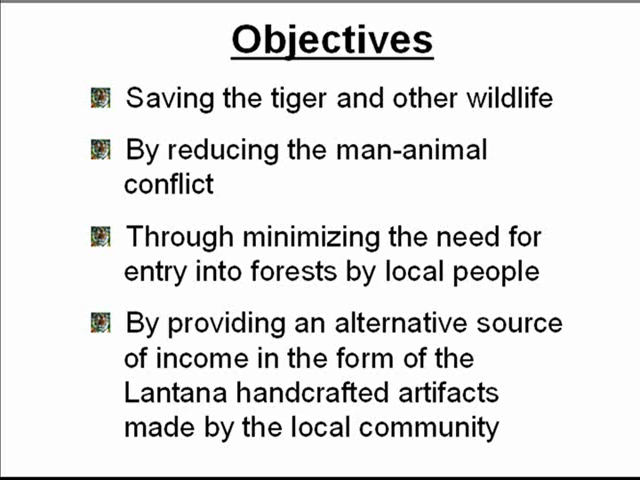 Objectives
Saving the tiger and other wildlife
By reducing the man-animal
conflict
Through minimizing the need for
entry into forests by local people
By providing an alternative source
of income in the form of the
Lantana handcrafted artifacts
made by the local community